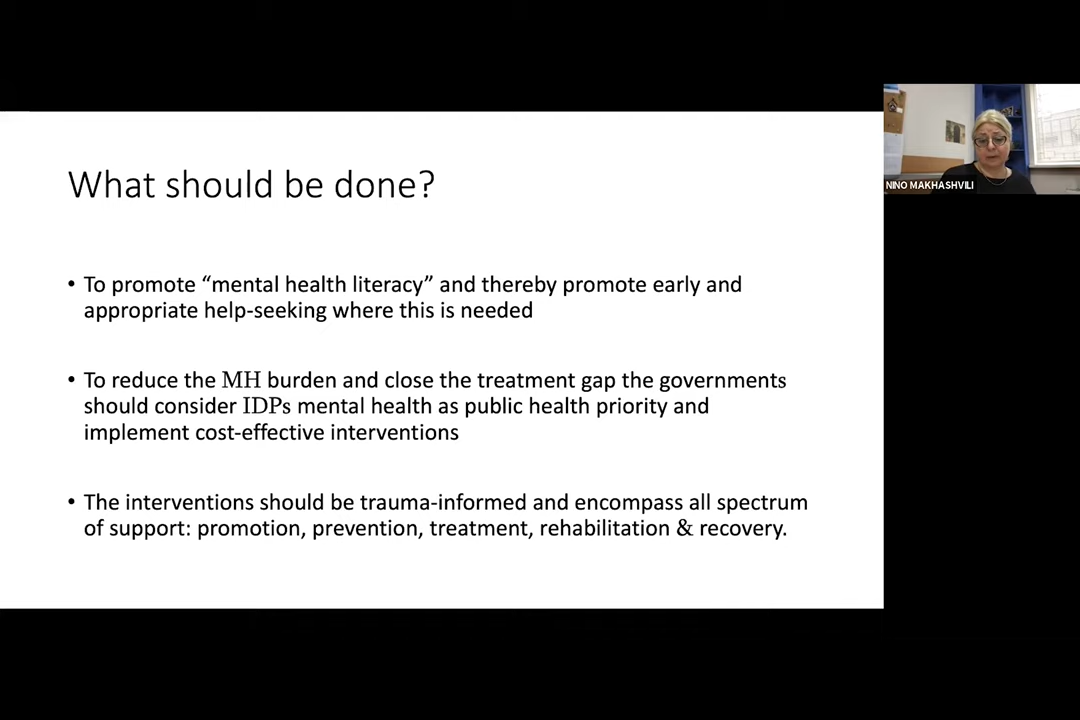 What should be done?
• To promote “mental health literacy” and thereby promote early and
appropriate help-seeking where this is needed
• To reduce the MH burden and close the treatment gap the governments
should consider IDPs mental health as public health priority and
implement cost-effective interventions
• The interventions should be trauma-informed and encompass all spectrum
of support: promotion, prevention, treatment, rehabilitation & recovery.
NINO MAKHASHVILI